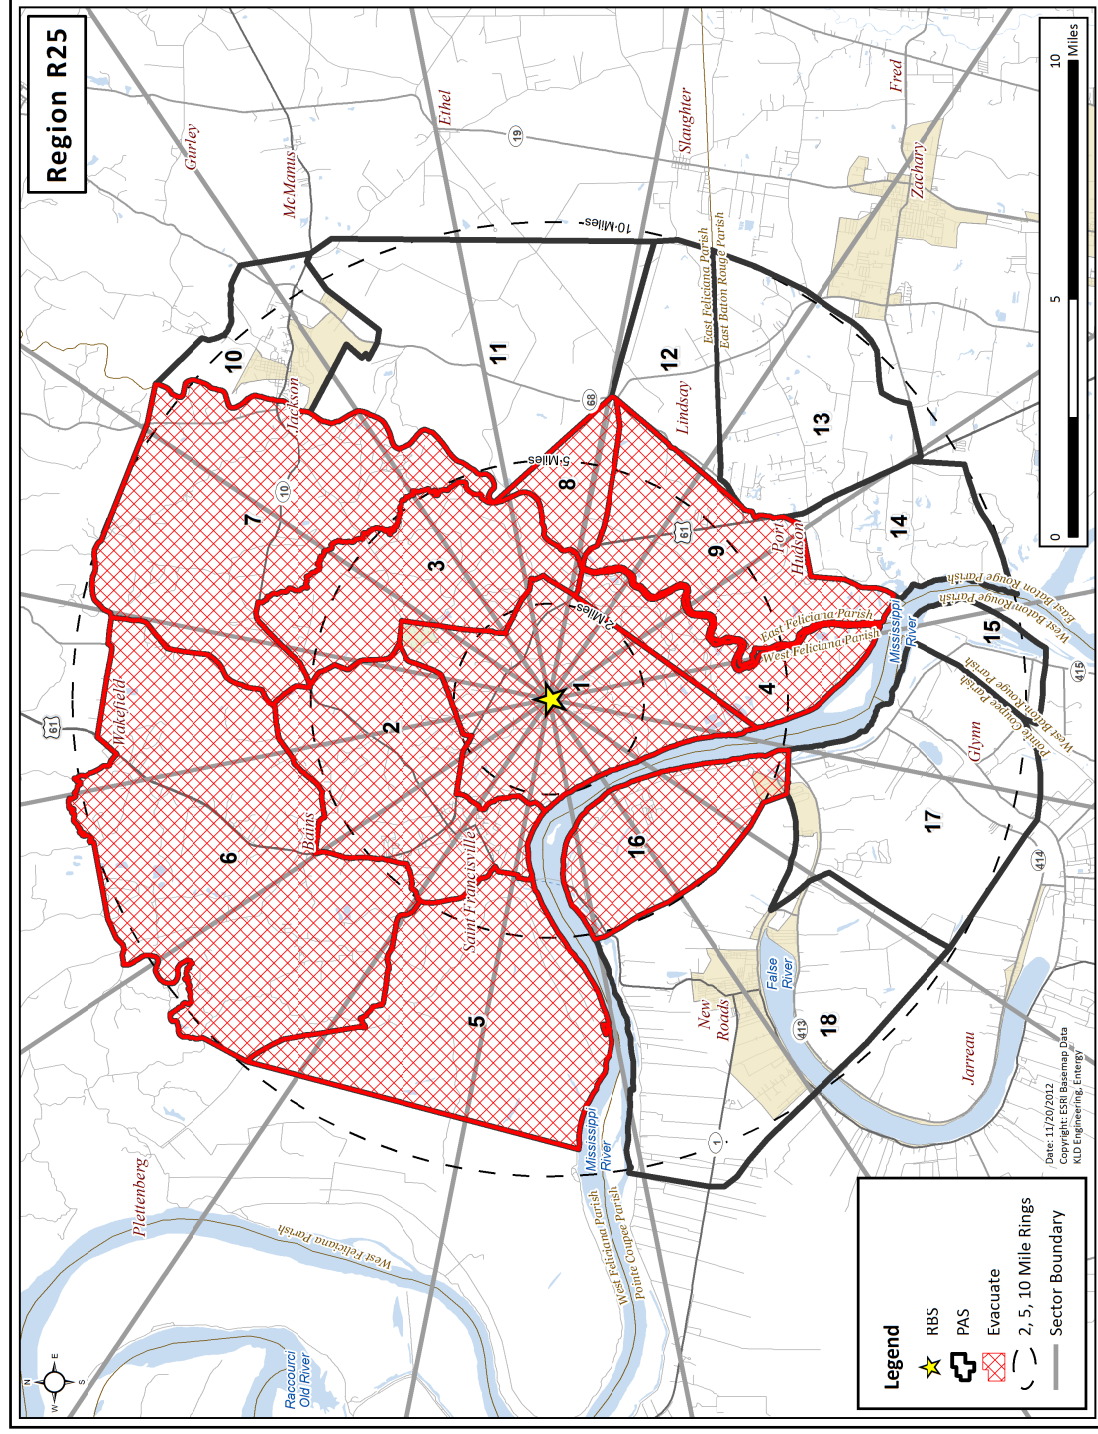 Region R25
N
W
E
S
Gurley
McManus
Ethel
19
Slaughter
Fred
Zachary
10 Miles
East Feliciana Parish
East Baton Rouge Parish
10
Jackson
11
68
12
Lindsay
13
5 Miles
8
7
10
3
61
9
Port
Hudson
14
East Feliciana Parish
West Feliciana Parish
Mississippi
River
East Baton Rouge Parish
West Baton Rouge Parish
15
415
2 Miles
1
4
2
61
Wakefield
Bains
6
Saint Francisville
16
Pointe Coupee Parish
West Baton Rouge Parish
Glynn
17
414
5
New
Roads
False
River
413
18
Jarreau
1
Mississippi
River
West Feliciana Parish
Pointe Coupee Parish
Plettenberg
West Feliciana Parish
Raccourci
Old River
Legend
RBS
PAS
Evacuate
2, 5, 10 Mile Rings
Sector Boundary
Date: 11/20/2012
Copyright: ESRI Basemap Data
KLD Engineering, Entergy
0
5
10
Miles